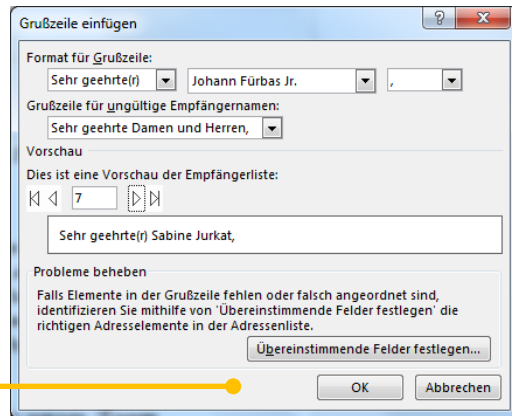 Grußzeile einfügen
Format für Grußzeile:
Sehr geehrte(r) Johann Fürbas Jr. ,
Grußzeile für ungültige Empfängernamen:
Sehr geehrte Damen und Herren,
Vorschau
Dies ist eine Vorschau der Empfängerliste:
7
Sehr geehrte(r) Sabine Jurkat,
Probleme beheben
Falls Elemente in der Grußzeile fehlen oder falsch angeordnet sind,
identifizieren Sie mithilfe von 'Übereinstimmende Felder festlegen' die
richtigen Adresselemente in der Adressenliste.
Übereinstimmende Felder festlegen...
OK Abbrechen